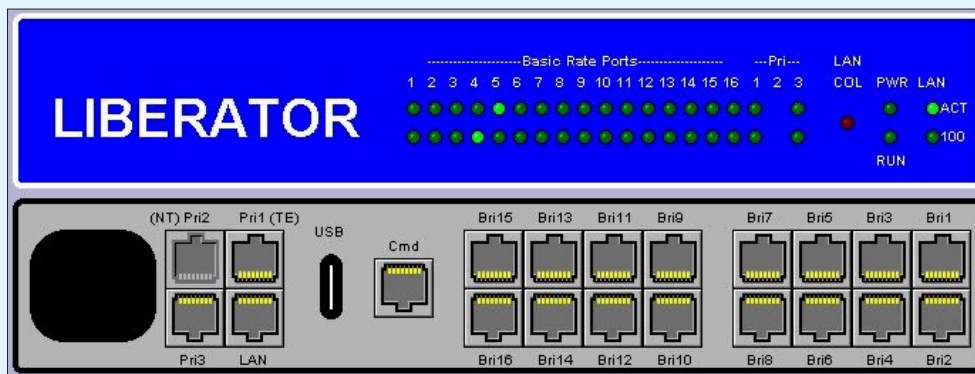 ------------------Basic Rate Ports------------------ ---Pri--- LAN
1 2 3 4 5 6 7 8 9 10 11 12 13 14 15 16 1 2 3 COL PWR LAN
LIBERATOR
ACT
100
RUN
(NT) Pri2 Pri1 (TE) USB Cmd Bri15 Bri13 Bri11 Bri9 Bri7 Bri5 Bri3 Bri1
Pri3 LAN Bri16 Bri14 Bri12 Bri10 Bri8 Bri6 Bri4 Bri2